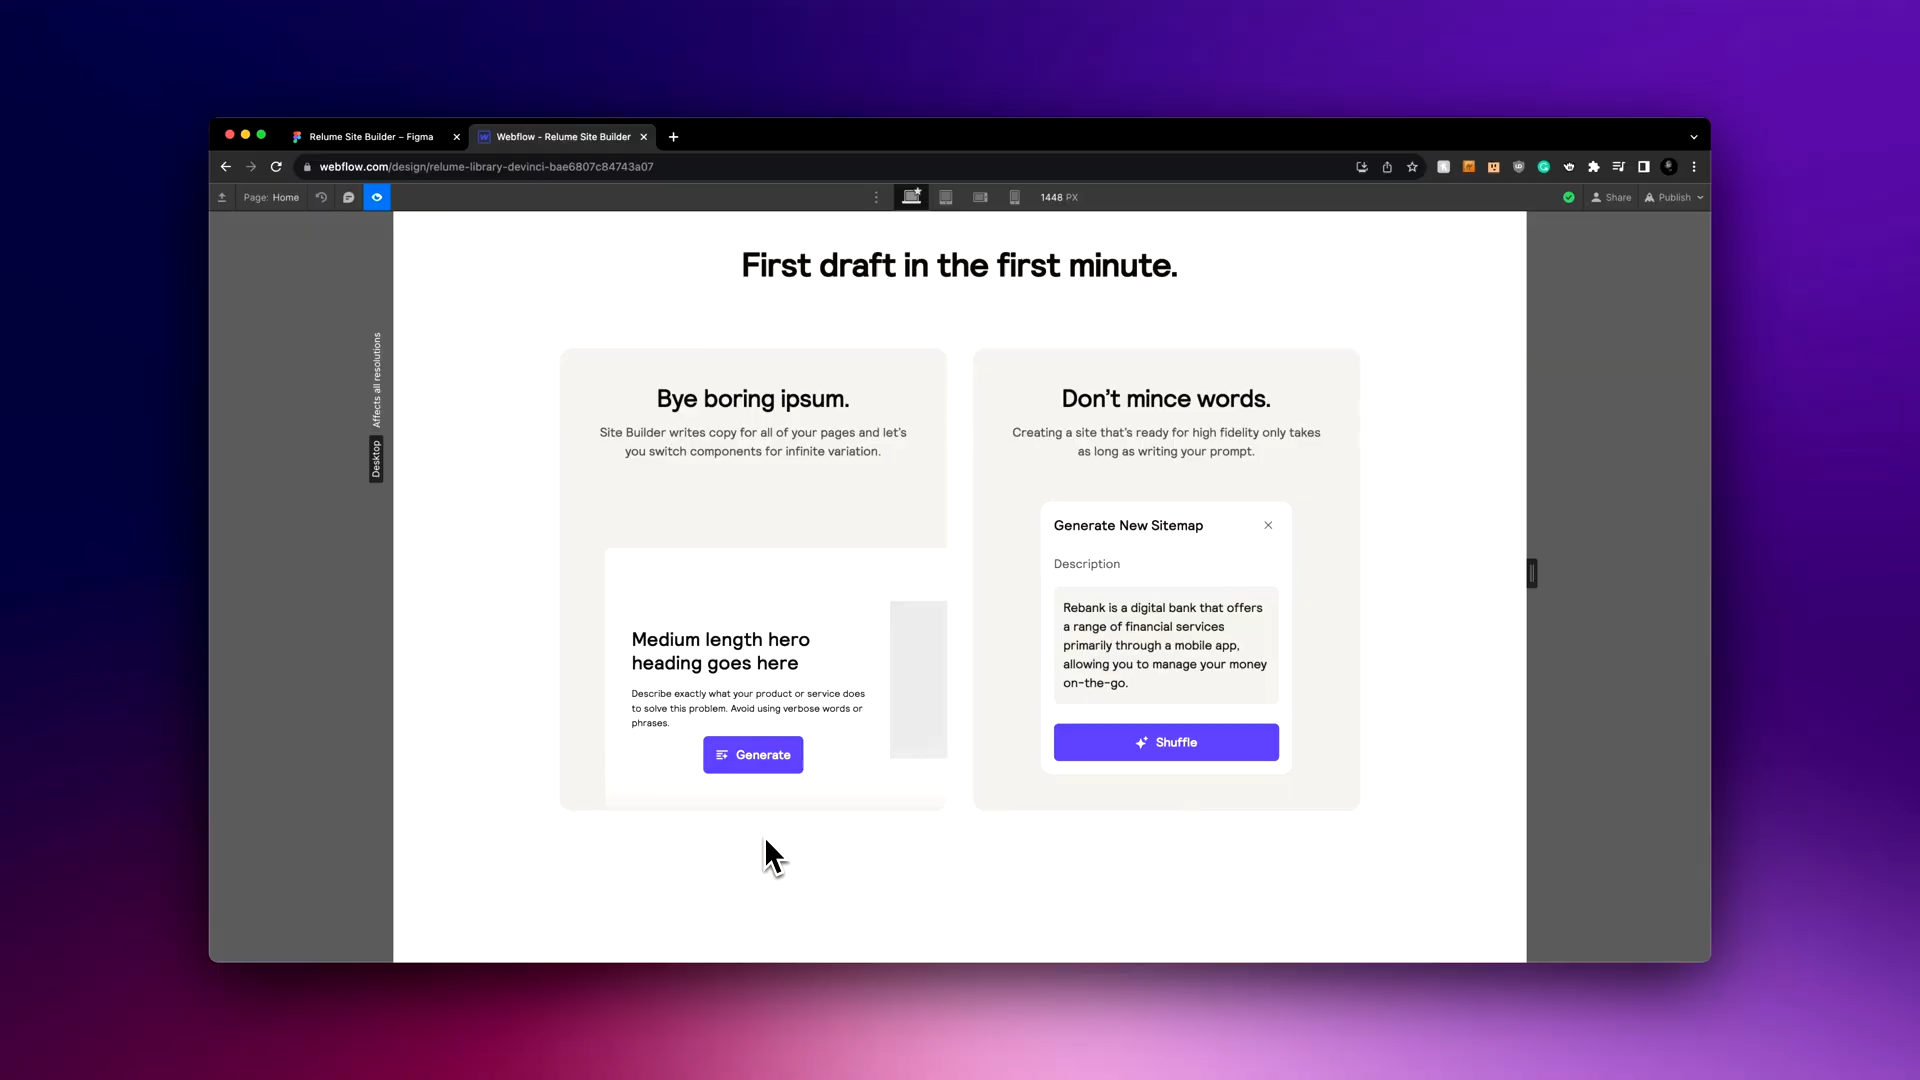 Relume Site Builder – Figma
Webflow - Relume Site Builder
webflow.com/design/relume-library-devinci-bae6807c84743a07
Page: Home
1448 PX
Share
Publish
Affects all resolutions
Desktop
First draft in the first minute.
Bye boring ipsum.
Site Builder writes copy for all of your pages and let’s
you switch components for infinite variation.
Medium length hero
heading goes here
Describe exactly what your product or service does
to solve this problem. Avoid using verbose words or
phrases.
Generate
Don’t mince words.
Creating a site that’s ready for high fidelity only takes
as long as writing your prompt.
Generate New Sitemap
Description
Rebank is a digital bank that offers
a range of financial services
primarily through a mobile app,
allowing you to manage your money
on-the-go.
Shuffle